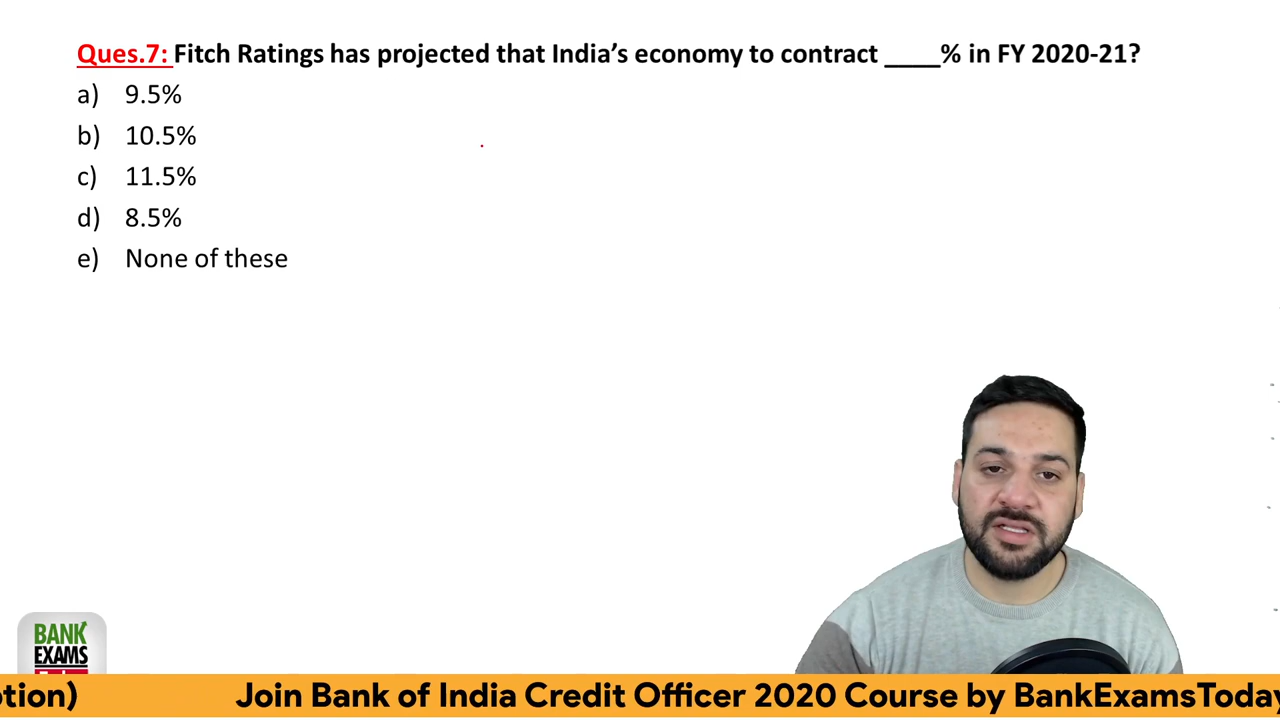 Ques.7: Fitch Ratings has projected that India's economy to contract ____% in FY 2020-21?
a) 9.5%
b) 10.5%
c) 11.5%
d) 8.5%
e) None of these
BANK
EXAMS
ption) Join Bank of India Credit Officer 2020 Course by BankExamsToday